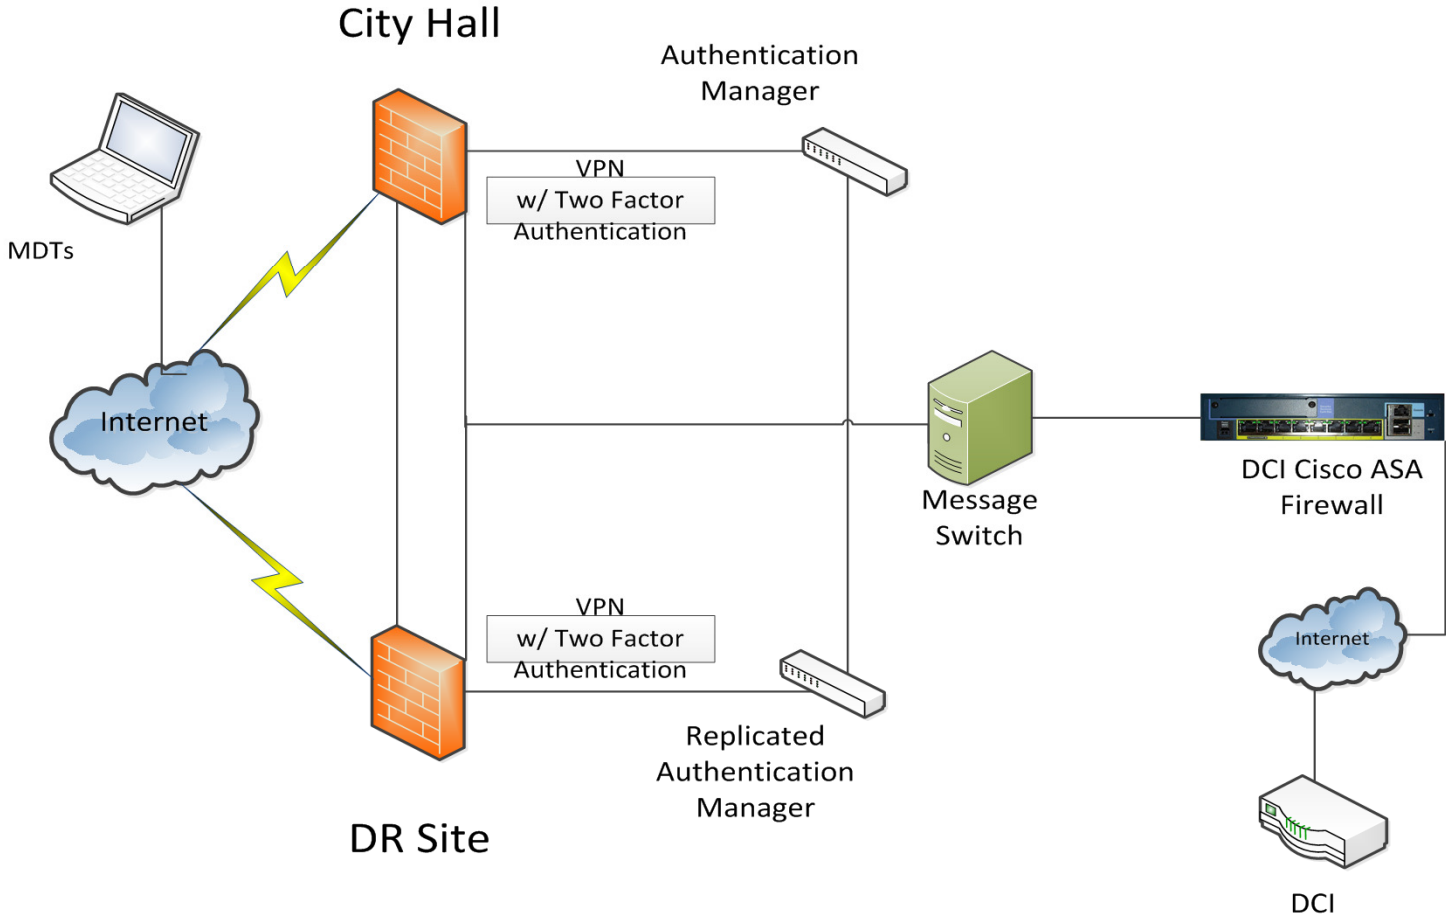 City Hall
Authentication
Manager
VPN
w/ Two Factor
Authentication
MDTs
Internet
Message
Switch
DCI Cisco ASA
Firewall
VPN
w/ Two Factor
Authentication
Internet
Replicated
Authentication
Manager
DR Site
DCI